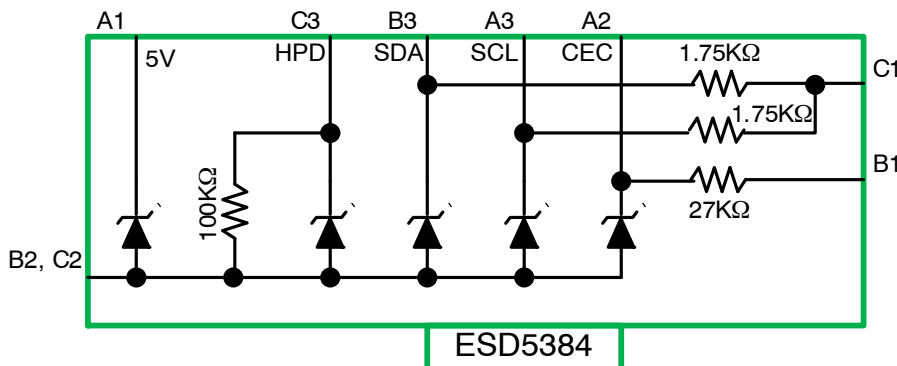 A1 C3 B3 A3 A2
5V HPD SDA SCL CEC 1.75KΩ
C1
1.75KΩ
B1
100KΩ
27KΩ
B2, C2
ESD5384